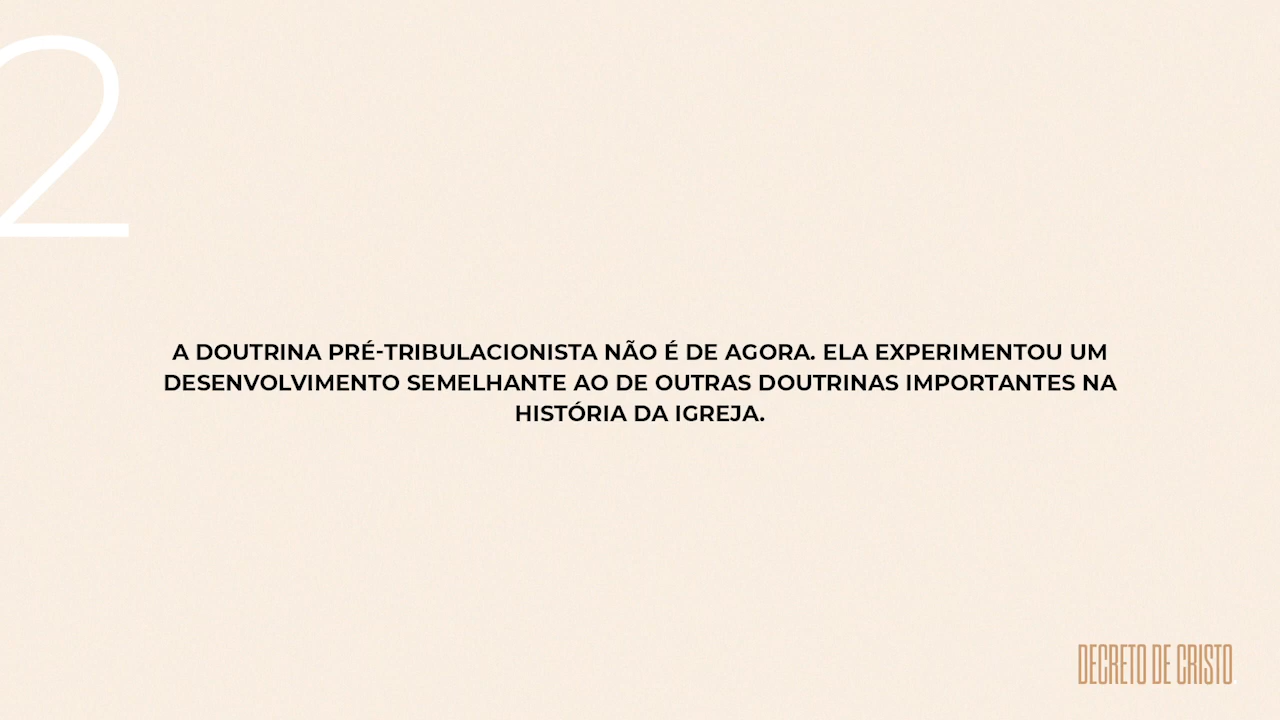 2
A DOUTRINA PRÉ-TRIBULACIONISTA NÃO É DE AGORA. ELA EXPERIMENTOU UM
DESENVOLVIMENTO SEMELHANTE AO DE OUTRAS DOUTRINAS IMPORTANTES NA
HISTÓRIA DA IGREJA.
DECRETO DE CRISTO.